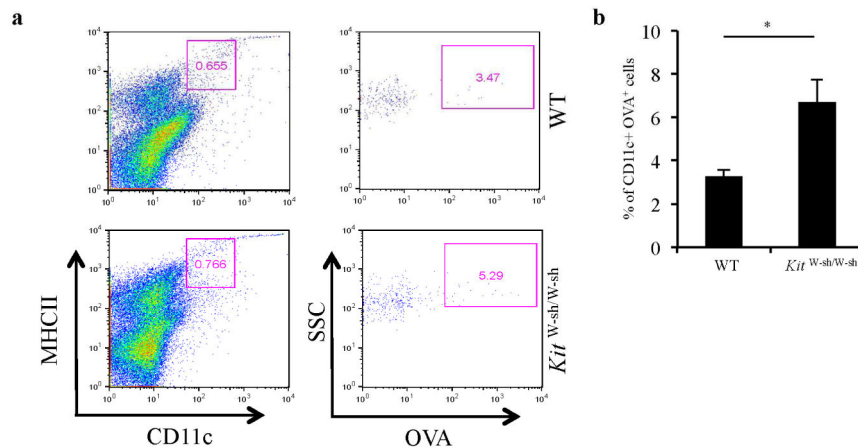 a
10⁴
10³
10²
10¹
10⁰
0.655
10⁰ 10¹ 10² 10³ 10⁴
10⁴
10³
10²
10¹
10⁰
3.47
10⁰ 10¹ 10² 10³ 10⁴
WT
10⁴
10³
10²
10¹
10⁰
0.766
10⁰ 10¹ 10² 10³ 10⁴
MHCII
CD11c
10⁴
10³
10²
10¹
10⁰
5.29
10⁰ 10¹ 10² 10³ 10⁴
SSC
OVA
Kit W-sh/W-sh
b
% of CD11c+ OVA⁺ cells
10
8
6
4
2
0
*
WT Kit W-sh/W-sh